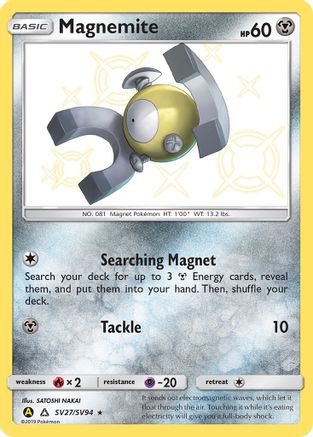 BASIC Magnemite HP60
NO. 081 Magnet Pokémon HT: 1'00" WT: 13.2 lbs.
Searching Magnet
Search your deck for up to 3 Energy cards, reveal
them, and put them into your hand. Then, shuffle your
deck.
Tackle 10
weakness ×2 resistance -20 retreat
Illus. SATOSHI NAKAI
It sends out electromagnetic waves, which let
A SV27/SV94 ★
it float through the air. Touching it while it's eating
©2019 Pokémon
electricity will give you a full-body shock.